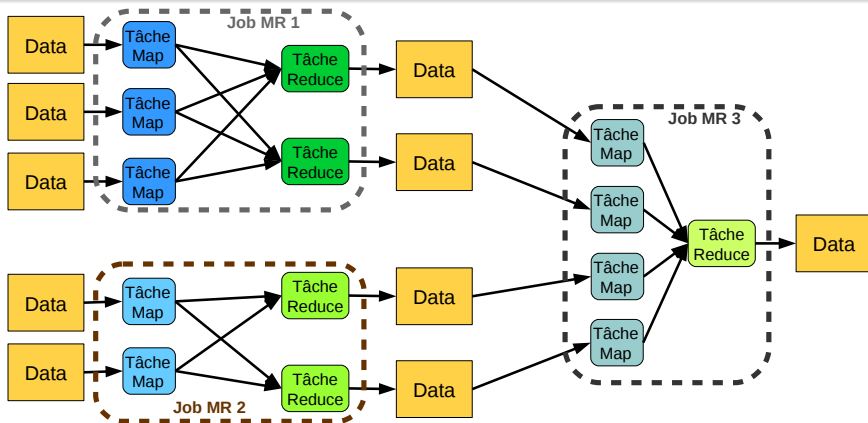 Job MR 1
Data
Tâche
Map
Tâche
Reduce
Data
Data
Tâche
Map
Data
Tâche
Map
Tâche
Reduce
Data
Job MR 3
Tâche
Map
Tâche
Map
Tâche
Map
Tâche
Map
Tâche
Reduce
Data
Data
Tâche
Map
Tâche
Reduce
Data
Data
Tâche
Map
Tâche
Reduce
Data
Job MR 2